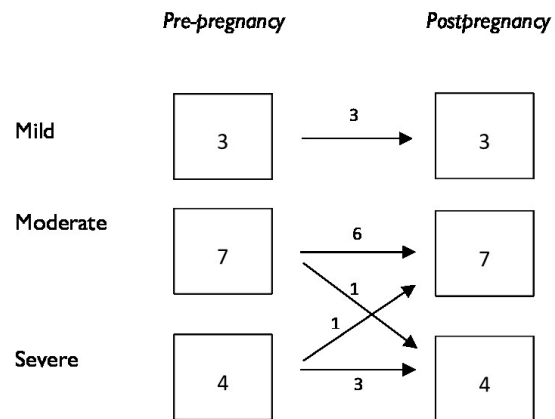 Pre-pregnancy Postpregnancy
3
Mild 3 3
Moderate
6
7 7
1
1
Severe
3
4 4